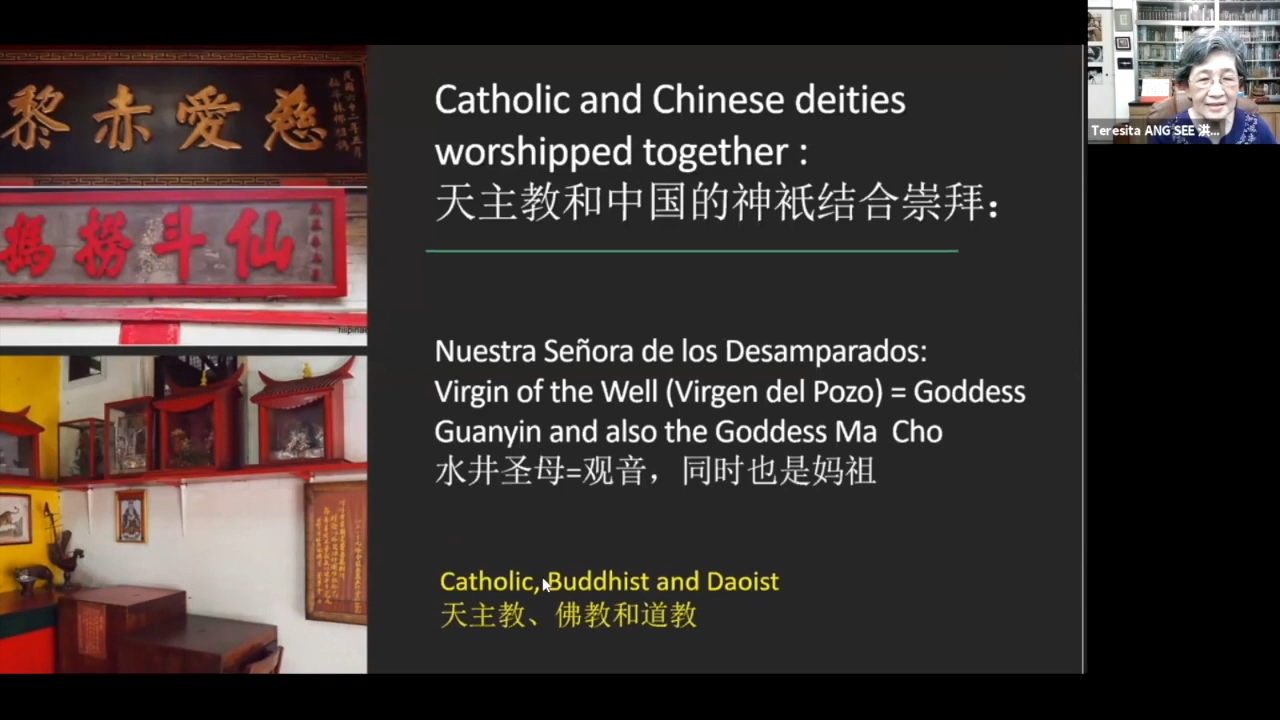 慈愛赤黎
仙斗撈媽
Catholic and Chinese deities
worshipped together :
天主教和中国的神祇结合崇拜：
Nuestra Señora de los Desamparados:
Virgin of the Well (Virgen del Pozo) = Goddess
Guanyin and also the Goddess Ma Cho
水井圣母=观音，同时也是妈祖
Catholic, Buddhist and Daoist
天主教、佛教和道教
Teresita ANG SEE 洪...